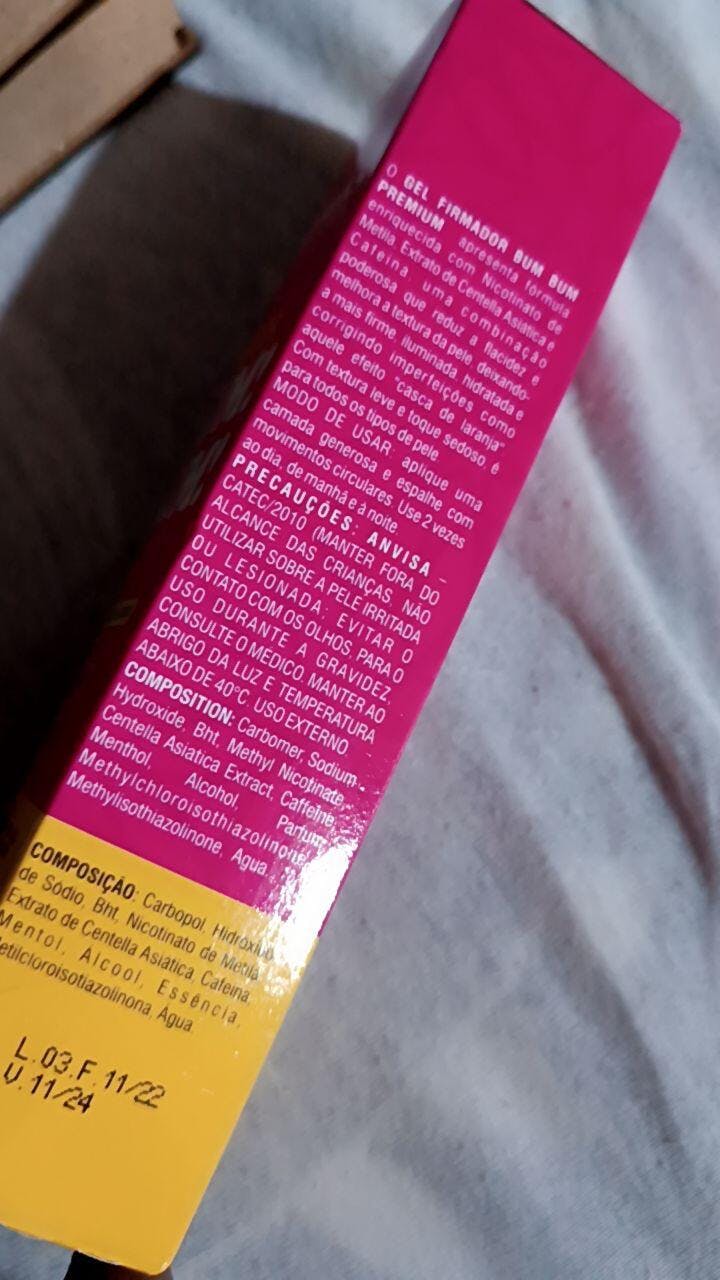 O GEL FIRMADOR BUM BUM
PREMIUM apresenta fórmula
enriquecida com Nicotinato de
Metila, Extrato de Centella Asiática e
Cafeína uma combinação
poderosa que reduz a flacidez e
melhora a textura da pele, deixando-
a mais firme, iluminada, hidratada e
corrigindo imperfeições como
aquele efeito "casca de laranja"
Com textura leve e toque sedoso, é
para todos os tipos de pele.
MODO DE USAR: aplique uma
camada generosa e espalhe com
movimentos circulares. Use 2 vezes
ao dia, de manhã e à noite.
PRECAUÇÕES: ANVISA –
CATEC/2010 (MANTER FORA DO
ALCANCE DAS CRIANÇAS, NÃO
UTILIZAR SOBRE A PELE IRRITADA
OU LESIONADA; EVITAR O
CONTATO COM OS OLHOS, PARA O
USO DURANTE A GRAVIDEZ,
CONSULTE O MÉDICO. MANTER AO
ABRIGO DA LUZ E TEMPERATURA
ABAIXO DE 40°C. USO EXTERNO.
COMPOSITION: Carbomer, Sodium
Hydroxide, Bht, Methyl Nicotinate,
Centella Asiatica Extract, Caffeine,
Menthol, Alcohol, Parfum,
Methylchloroisothiazolinone
Methylisothiazolinone, Agua.
COMPOSIÇÃO: Carbopol, Hidróxido
de Sódio, Bht, Nicotinato de Metila,
Extrato de Centella Asiática, Cafeína,
Mentol, Álcool, Essência,
Metilcloroisotiazolinona, Agua.
L.03.F.11/22
V.11/24